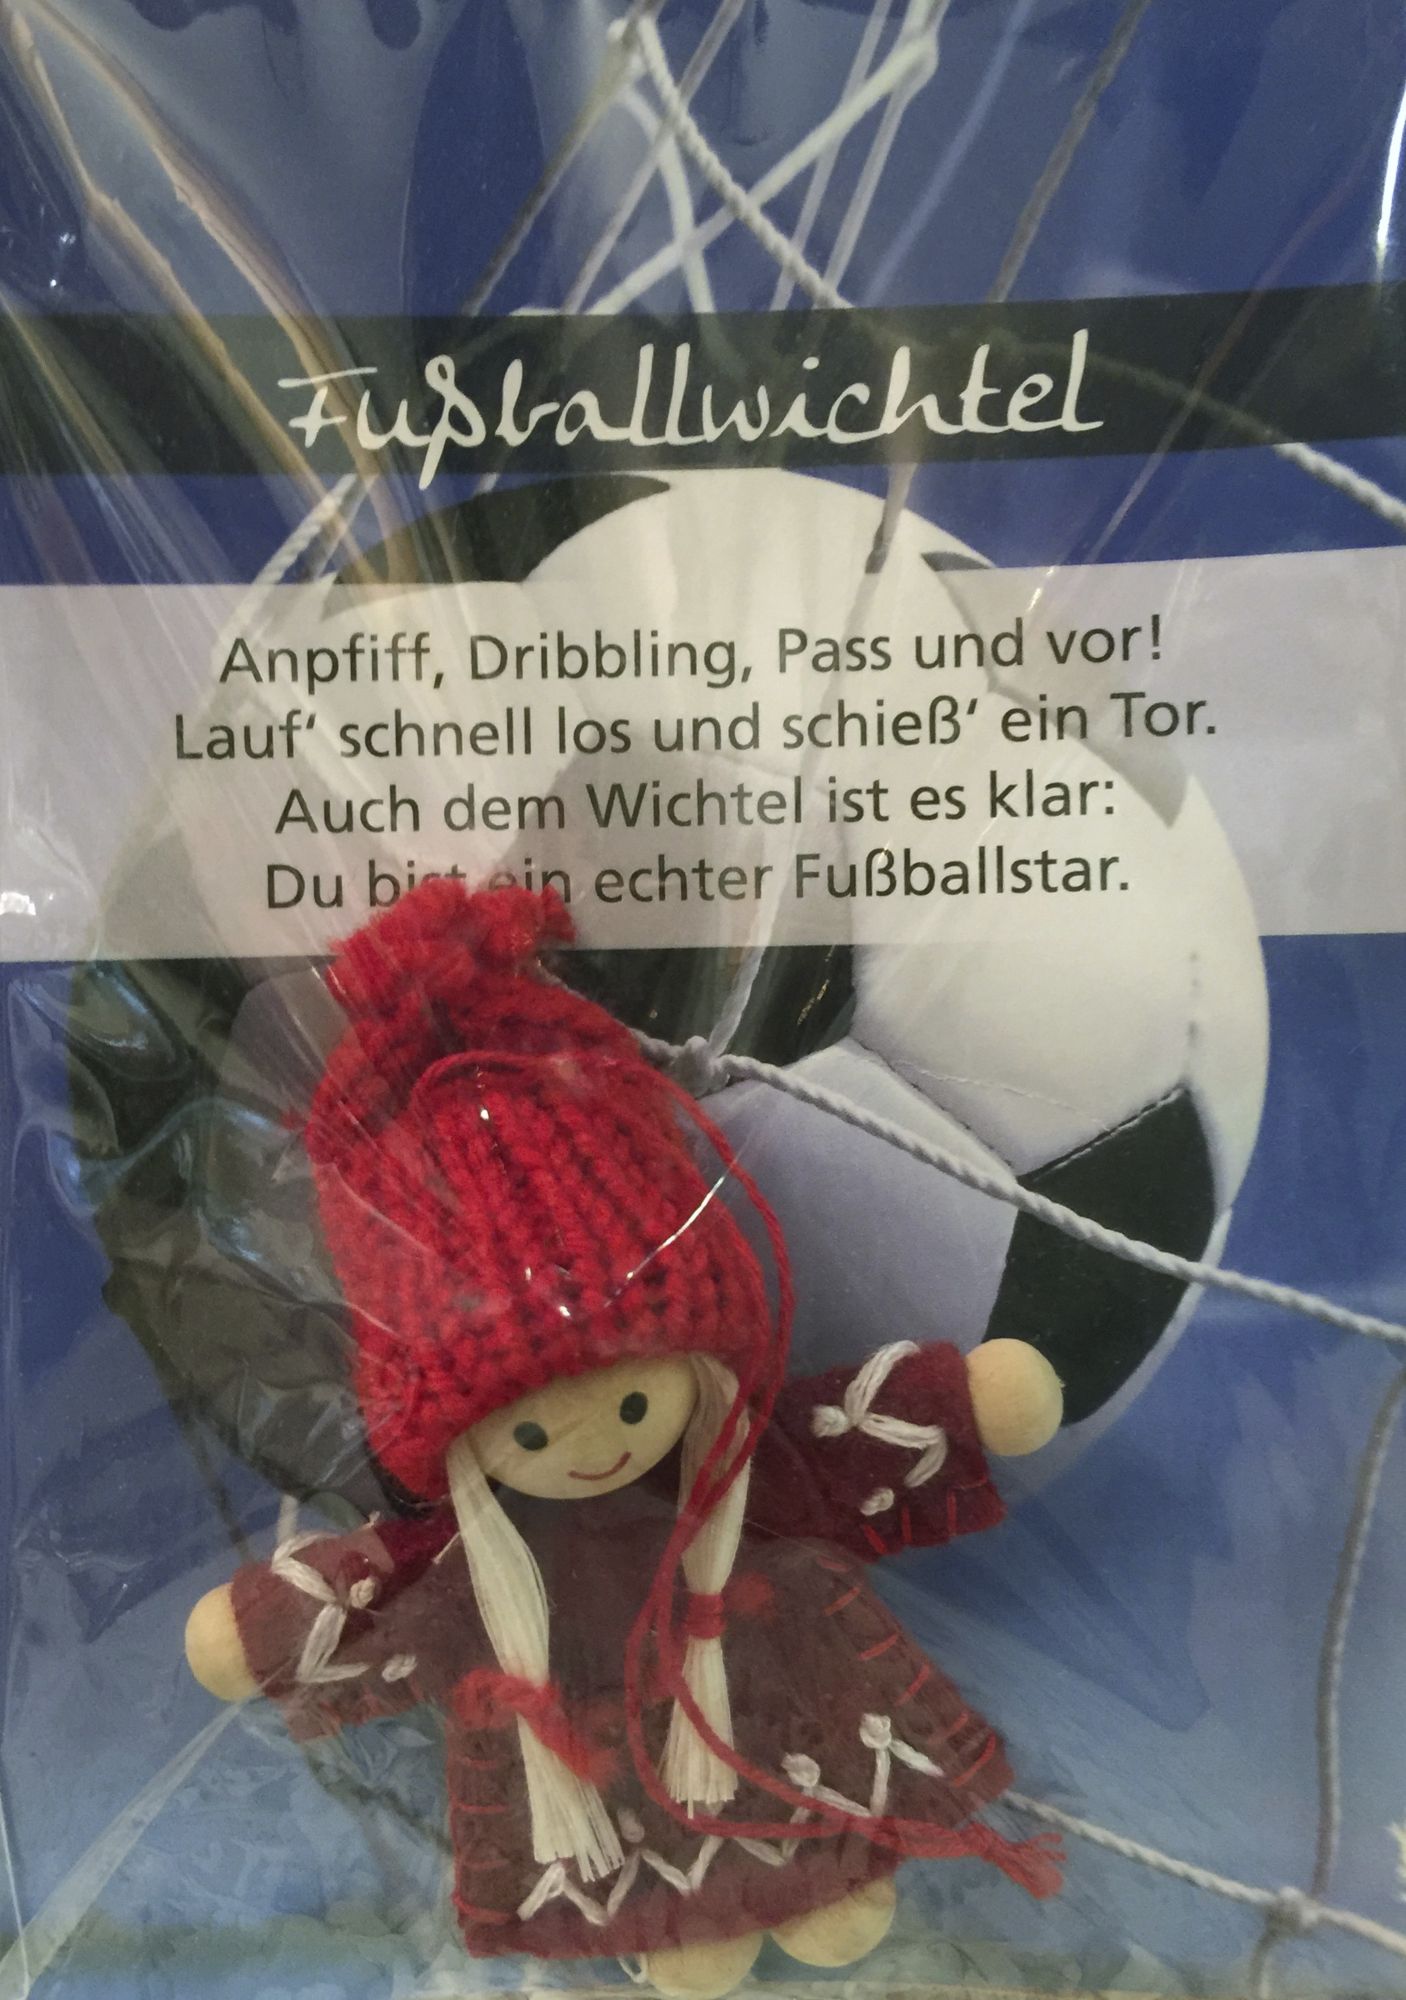 Fußballwichtel
Anpfiff, Dribbling, Pass und vor!
Lauf‘ schnell los und schieß‘ ein Tor.
Auch dem Wichtel ist es klar:
Du bist ein echter Fußballstar.